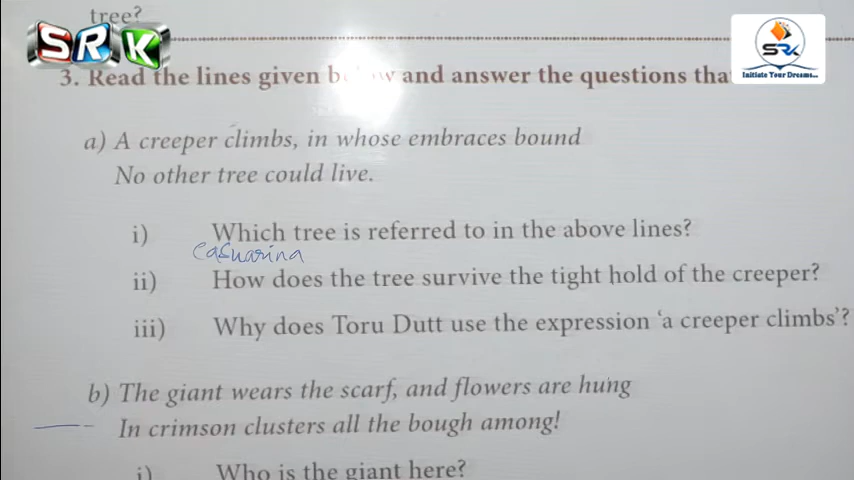 tree?
SRK
SRK
Initiate Your Dreams..
3. Read the lines given below and answer the questions tha
a) A creeper climbs, in whose embraces bound
No other tree could live.
i) Which tree is referred to in the above lines?
Casuarina
ii) How does the tree survive the tight hold of the creeper?
iii) Why does Toru Dutt use the expression ‘a creeper climbs’?
b) The giant wears the scarf, and flowers are hung
In crimson clusters all the bough among!
i) Who is the giant here?